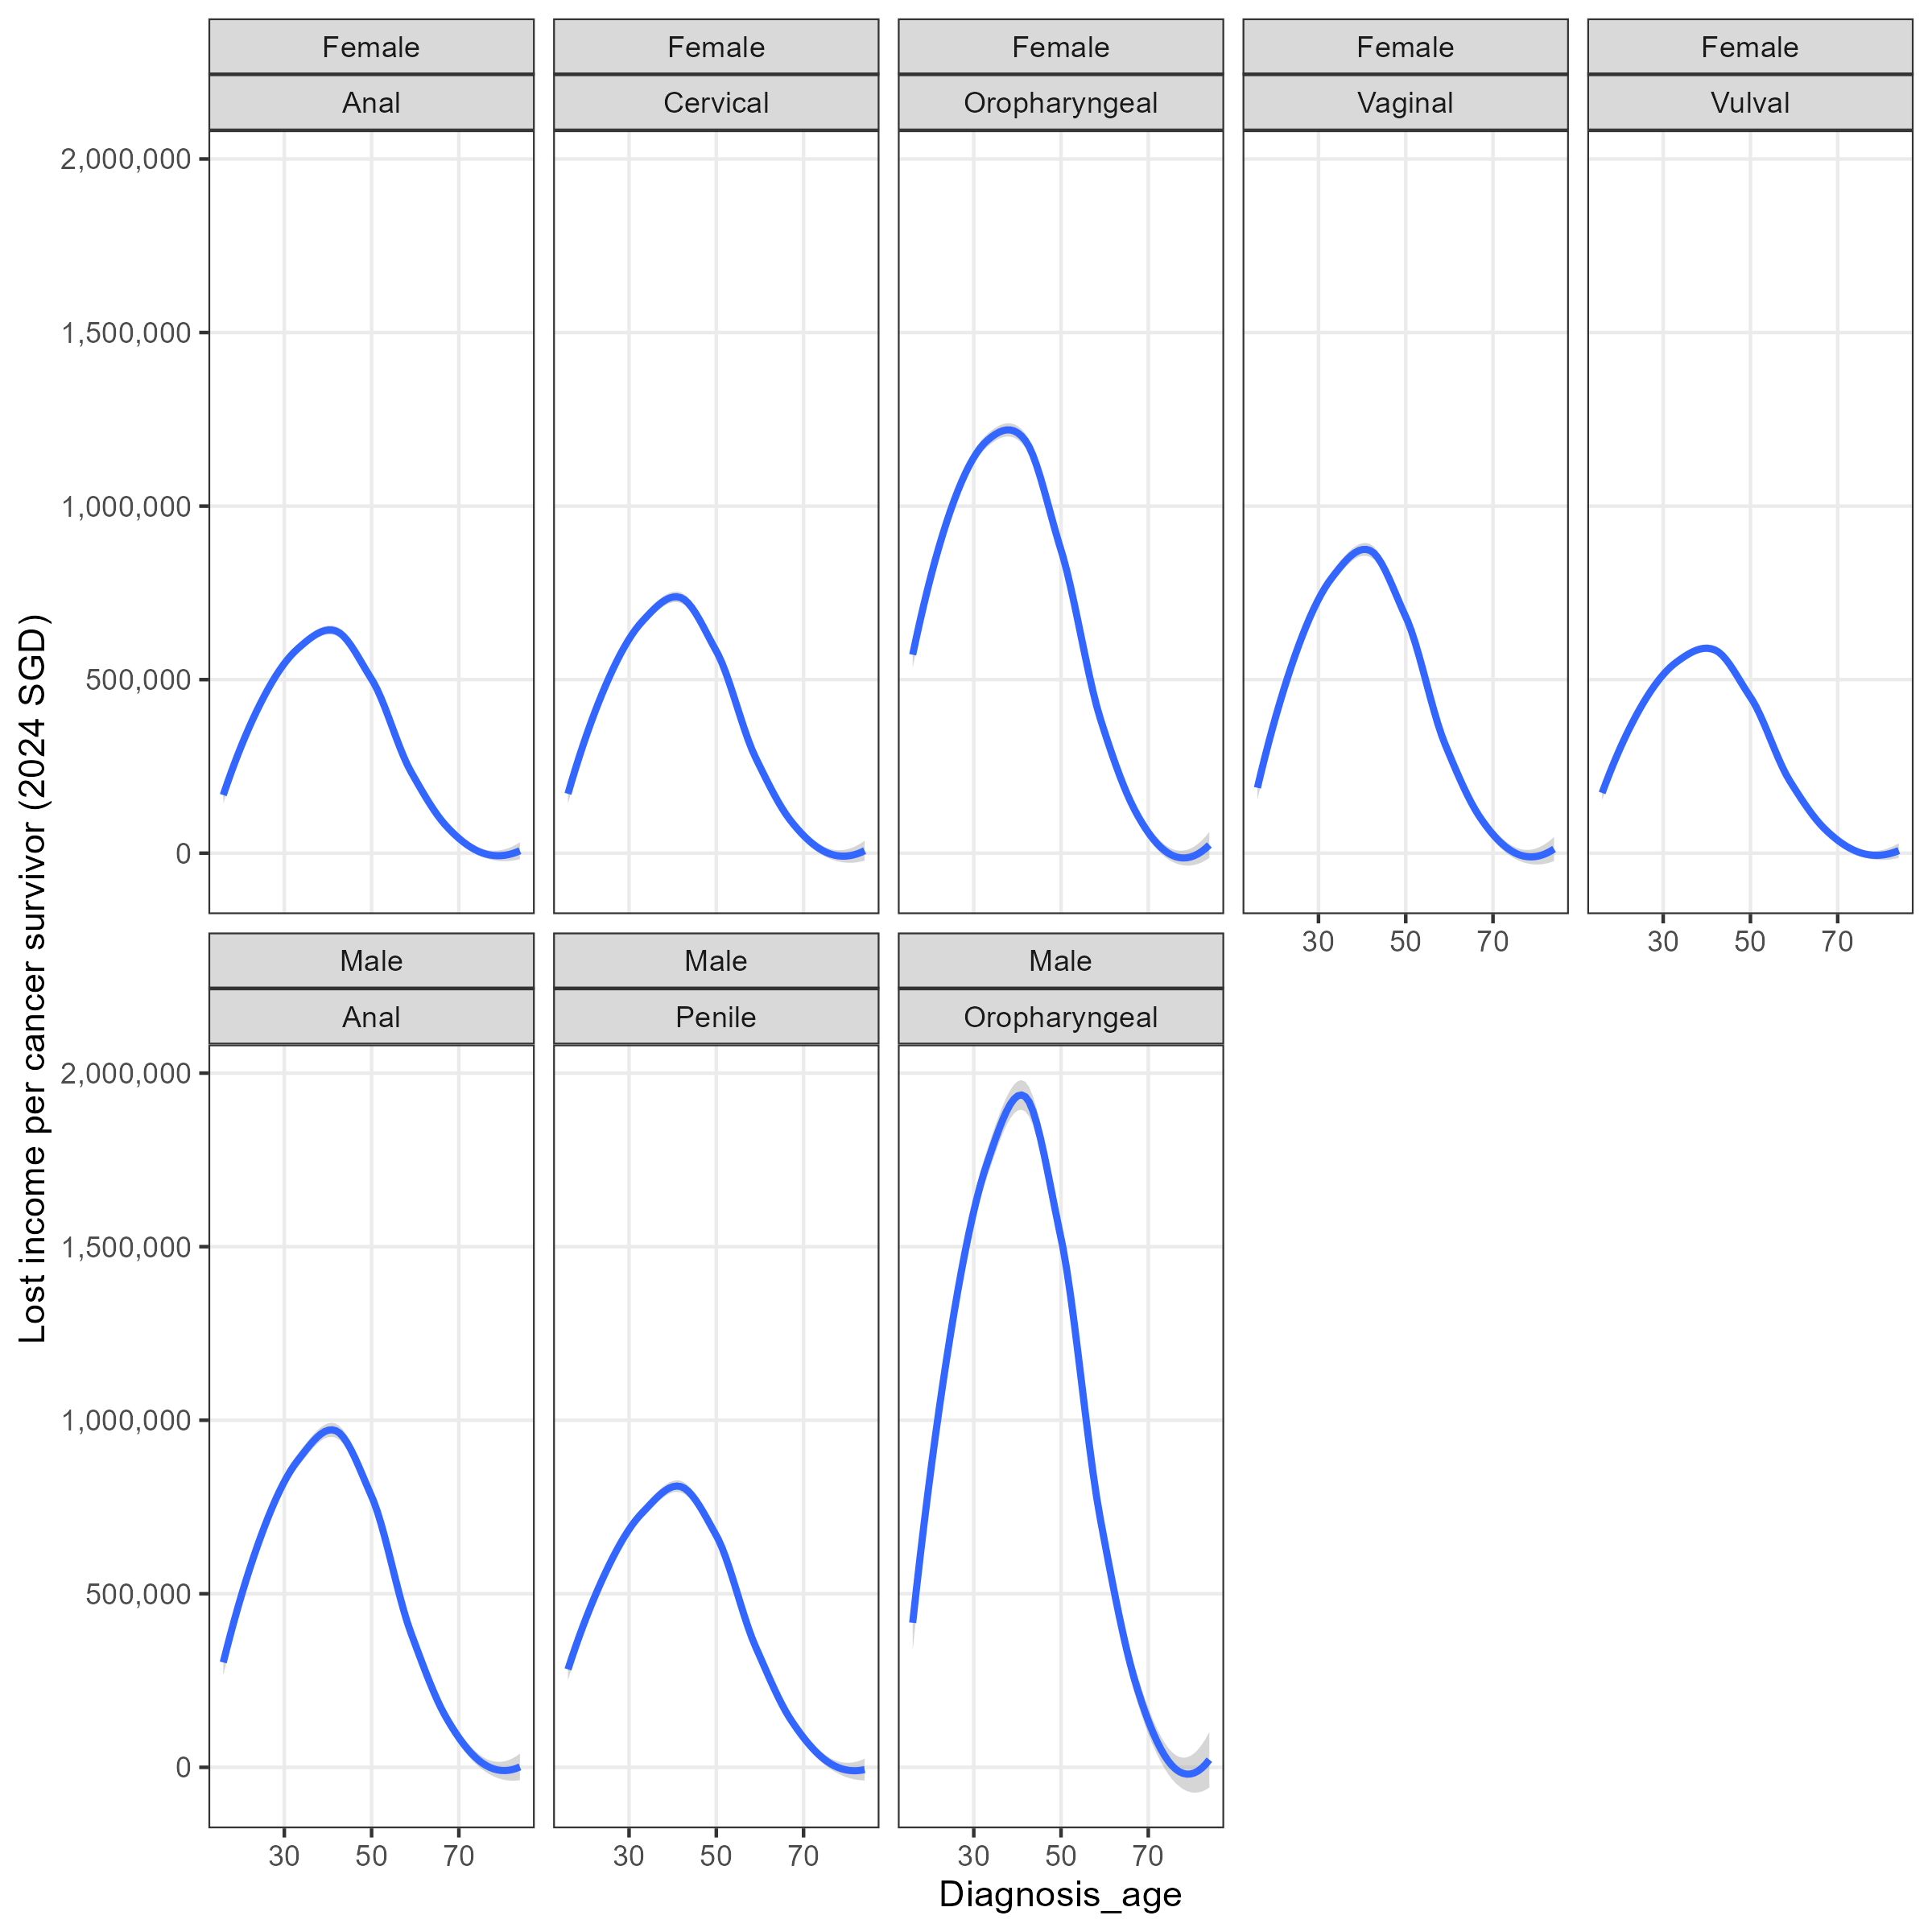 Female Female Female Female Female
Anal Cervical Oropharyngeal Vaginal Vulval
2,000,000
1,500,000
1,000,000
500,000
0
30 50 70 30 50 70
Male Male Male
Anal Penile Oropharyngeal
2,000,000
1,500,000
1,000,000
500,000
0
30 50 70 30 50 70 30 50 70
Diagnosis_age
Lost income per cancer survivor (2024 SGD)